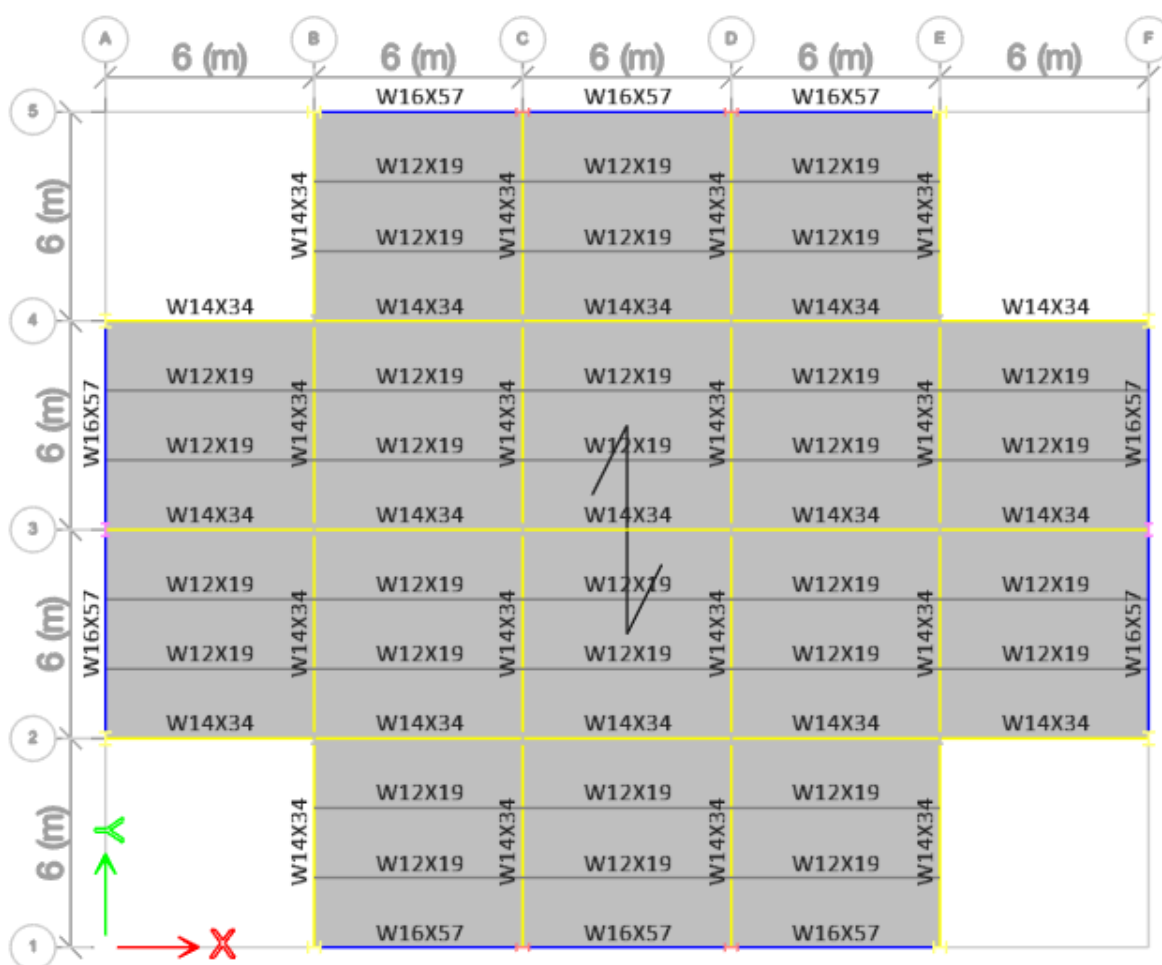 A B C D E F
6 (m) 6 (m) 6 (m) 6 (m) 6 (m)
W16X57 W16X57 W16X57
5
W12X19 W12X19 W12X19
6 (m) W14X34 W14X34 W14X34 W14X34
W12X19 W12X19 W12X19
W14X34 W14X34 W14X34 W14X34 W14X34
4
W12X19 W12X19 W12X19 W12X19 W12X19
6 (m) W16X57 W14X34 W14X34 W14X34 W14X34 W16X57
W12X19 W12X19 W12X19 W12X19 W12X19
W14X34 W14X34 W14X34 W14X34 W14X34
3
W12X19 W12X19 W12X19 W12X19 W12X19
6 (m) W16X57 W14X34 W14X34 W14X34 W14X34 W16X57
W12X19 W12X19 W12X19 W12X19 W12X19
W14X34 W14X34 W14X34 W14X34 W14X34
2
W12X19 W12X19 W12X19
6 (m) Y W14X34 W14X34 W14X34 W14X34
W12X19 W12X19 W12X19
W16X57 W16X57 W16X57
1 X